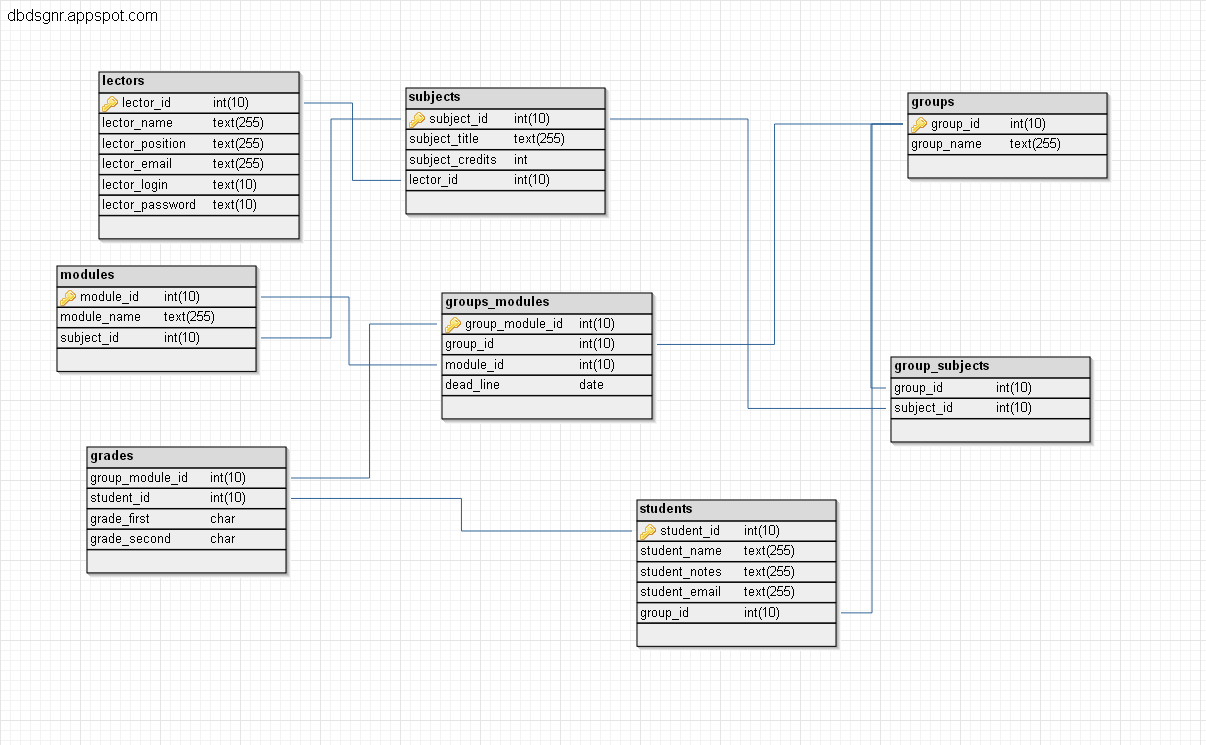 dbdsgnr.appspot.com
lectors
lector_id int(10)
lector_name text(255)
lector_position text(255)
lector_email text(255)
lector_login text(10)
lector_password text(10)
subjects
subject_id int(10)
subject_title text(255)
subject_credits int
lector_id int(10)
groups
group_id int(10)
group_name text(255)
modules
module_id int(10)
module_name text(255)
subject_id int(10)
groups_modules
group_module_id int(10)
group_id int(10)
module_id int(10)
dead_line date
group_subjects
group_id int(10)
subject_id int(10)
grades
group_module_id int(10)
student_id int(10)
grade_first char
grade_second char
students
student_id int(10)
student_name text(255)
student_notes text(255)
student_email text(255)
group_id int(10)